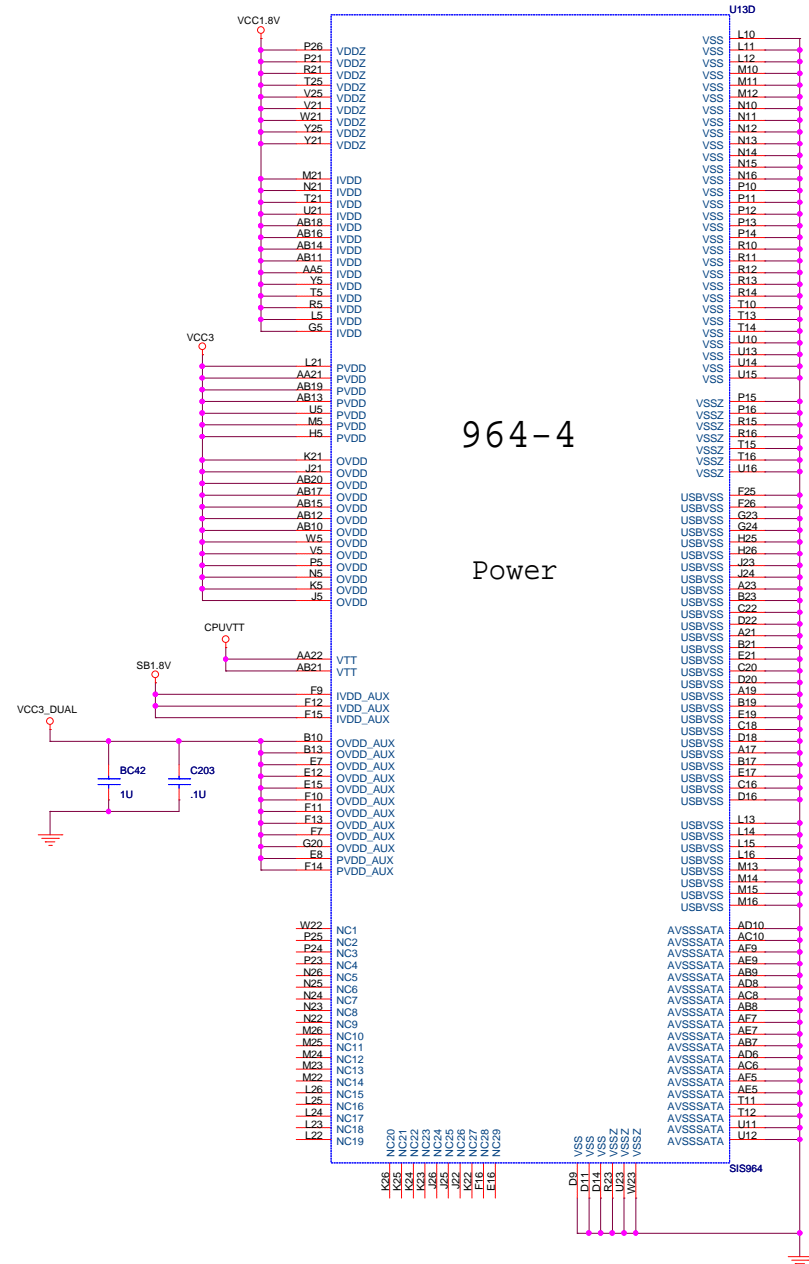 U13D
VCC1.8V
P26 VDDZ
P21 VDDZ
R21 VDDZ
T25 VDDZ
V25 VDDZ
V21 VDDZ
W21 VDDZ
Y25 VDDZ
Y21 VDDZ
M21 IVDD
N21 IVDD
T21 IVDD
U21 IVDD
AB18 IVDD
AB16 IVDD
AB14 IVDD
AB11 IVDD
AA5 IVDD
Y5 IVDD
T5 IVDD
R5 IVDD
L5 IVDD
G5 IVDD
VCC3
L21 PVDD
AA21 PVDD
AB19 PVDD
AB13 PVDD
U5 PVDD
M5 PVDD
H5 PVDD
K21 OVDD
J21 OVDD
AB20 OVDD
AB17 OVDD
AB15 OVDD
AB12 OVDD
AB10 OVDD
W5 OVDD
V5 OVDD
P5 OVDD
N5 OVDD
K5 OVDD
J5 OVDD
CPUVTT
AA22 VTT
AB21 VTT
SB1.8V
F9 IVDD_AUX
F12 IVDD_AUX
F15 IVDD_AUX
VCC3_DUAL
B10 OVDD_AUX
B13 OVDD_AUX
E7 OVDD_AUX
E12 OVDD_AUX
E15 OVDD_AUX
F10 OVDD_AUX
F11 OVDD_AUX
F13 OVDD_AUX
F7 OVDD_AUX
G20 OVDD_AUX
E8 PVDD_AUX
F14 PVDD_AUX
BC42
1U
C203
.1U
W22 NC1
P25 NC2
P24 NC3
P23 NC4
N26 NC5
N25 NC6
N24 NC7
N23 NC8
N22 NC9
M26 NC10
M25 NC11
M24 NC12
M23 NC13
M22 NC14
L26 NC15
L25 NC16
L24 NC17
L23 NC18
L22 NC19
964-4
Power
VSS L10
VSS L11
VSS L12
VSS M10
VSS M11
VSS M12
VSS N10
VSS N11
VSS N12
VSS N13
VSS N14
VSS N15
VSS N16
VSS P10
VSS P11
VSS P12
VSS P13
VSS P14
VSS R10
VSS R11
VSS R12
VSS R13
VSS R14
VSS T10
VSS T13
VSS T14
VSS U10
VSS U13
VSS U14
VSS U15
VSSZ P15
VSSZ P16
VSSZ R15
VSSZ R16
VSSZ T15
VSSZ T16
VSSZ U16
USBVSS F25
USBVSS F26
USBVSS G23
USBVSS G24
USBVSS H25
USBVSS H26
USBVSS J23
USBVSS J24
USBVSS A23
USBVSS B23
USBVSS C22
USBVSS D22
USBVSS A21
USBVSS B21
USBVSS E21
USBVSS C20
USBVSS D20
USBVSS A19
USBVSS B19
USBVSS E19
USBVSS C18
USBVSS D18
USBVSS A17
USBVSS B17
USBVSS E17
USBVSS C16
USBVSS D16
USBVSS L13
USBVSS L14
USBVSS L15
USBVSS L16
USBVSS M13
USBVSS M14
USBVSS M15
USBVSS M16
AVSSSATA AD10
AVSSSATA AC10
AVSSSATA AF9
AVSSSATA AE9
AVSSSATA AB9
AVSSSATA AD8
AVSSSATA AC8
AVSSSATA AB8
AVSSSATA AF7
AVSSSATA AE7
AVSSSATA AB7
AVSSSATA AD6
AVSSSATA AC6
AVSSSATA AF5
AVSSSATA AE5
AVSSSATA T11
AVSSSATA T12
AVSSSATA U11
AVSSSATA U12
K26 NC20
K25 NC21
K24 NC22
K23 NC23
J26 NC24
J25 NC25
J22 NC26
K22 NC27
F16 NC28
E16 NC29
D9 VSS
D11 VSS
D14 VSS
R23 VSSZ
U23 VSSZ
W23 VSSZ
SIS964